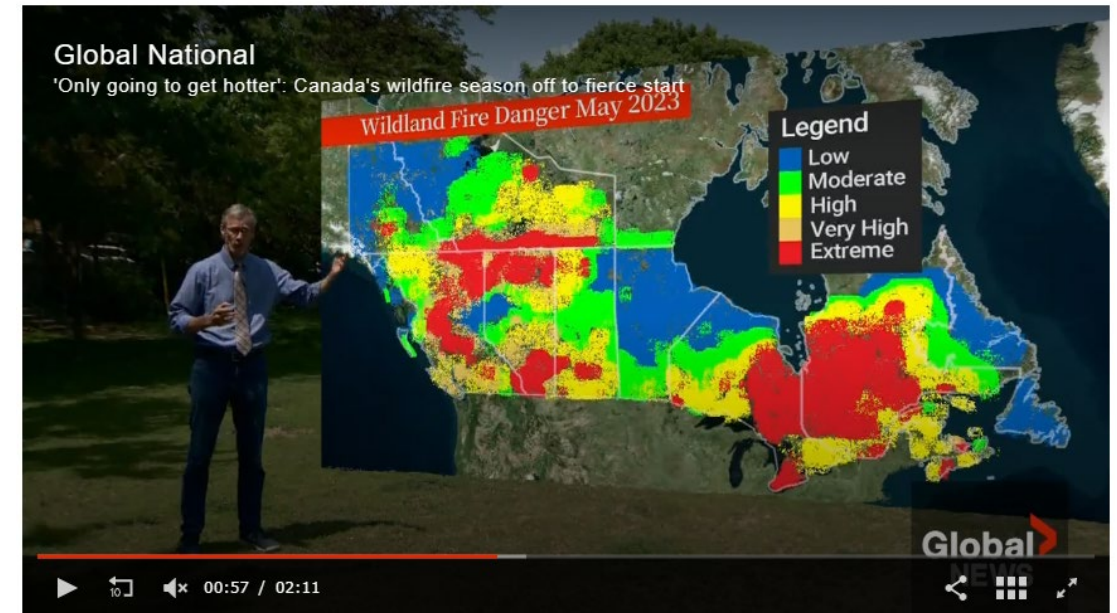 Global National
'Only going to get hotter': Canada's wildfire season off to fierce start
Wildland Fire Danger May 2023
Legend
Low
Moderate
High
Very High
Extreme
Global
NEWS
10
00:57 / 02:11